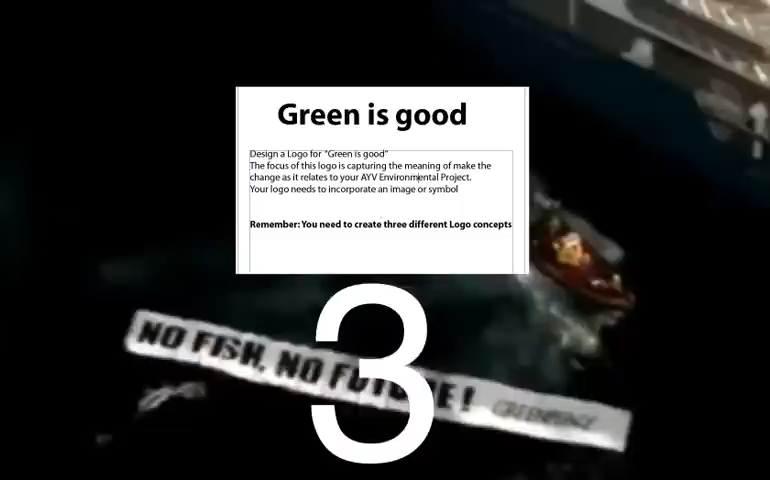 Green is good
Design a Logo for "Green is good"
The focus of this logo is capturing the meaning of make the
change as it relates to your AYV Environmental Project.
Your logo needs to incorporate an image or symbol
Remember: You need to create three different Logo concepts
3
NO FISH, NO FUTURE!
GREENPEACE